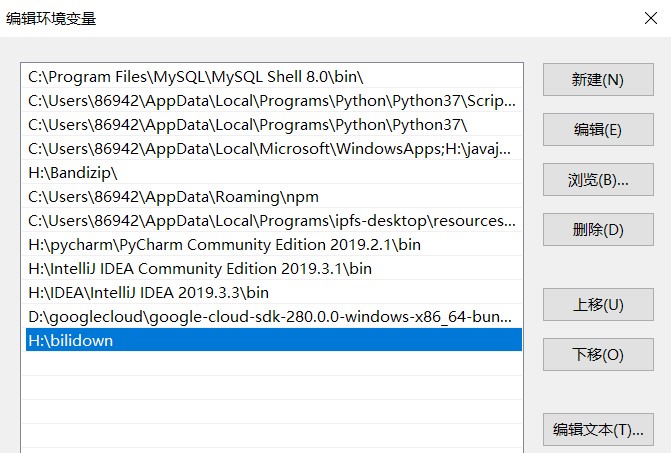 编辑环境变量
C:\Program Files\MySQL\MySQL Shell 8.0\bin\
C:\Users\86942\AppData\Local\Programs\Python\Python37\Scrip...
C:\Users\86942\AppData\Local\Programs\Python\Python37\
C:\Users\86942\AppData\Local\Microsoft\WindowsApps;H:\javaj...
H:\Bandizip\
C:\Users\86942\AppData\Roaming\npm
C:\Users\86942\AppData\Local\Programs\ipfs-desktop\resources...
H:\pycharm\PyCharm Community Edition 2019.2.1\bin
H:\IntelliJ IDEA Community Edition 2019.3.1\bin
H:\IDEA\IntelliJ IDEA 2019.3.3\bin
D:\googlecloud\google-cloud-sdk-280.0.0-windows-x86_64-bun...
H:\bilidown
新建(N)
编辑(E)
浏览(B)...
删除(D)
上移(U)
下移(O)
编辑文本(T)...